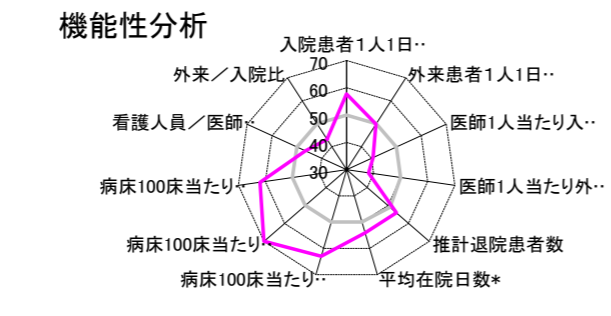 機能性分析
入院患者1人1日‥
外来患者1人1日‥
医師1人当たり入‥
医師1人当たり外‥
推計退院患者数
平均在院日数*
病床100床当たり‥
病床100床当たり‥
病床100床当たり‥
看護人員／医師‥
外来／入院比
70
60
50
40
30